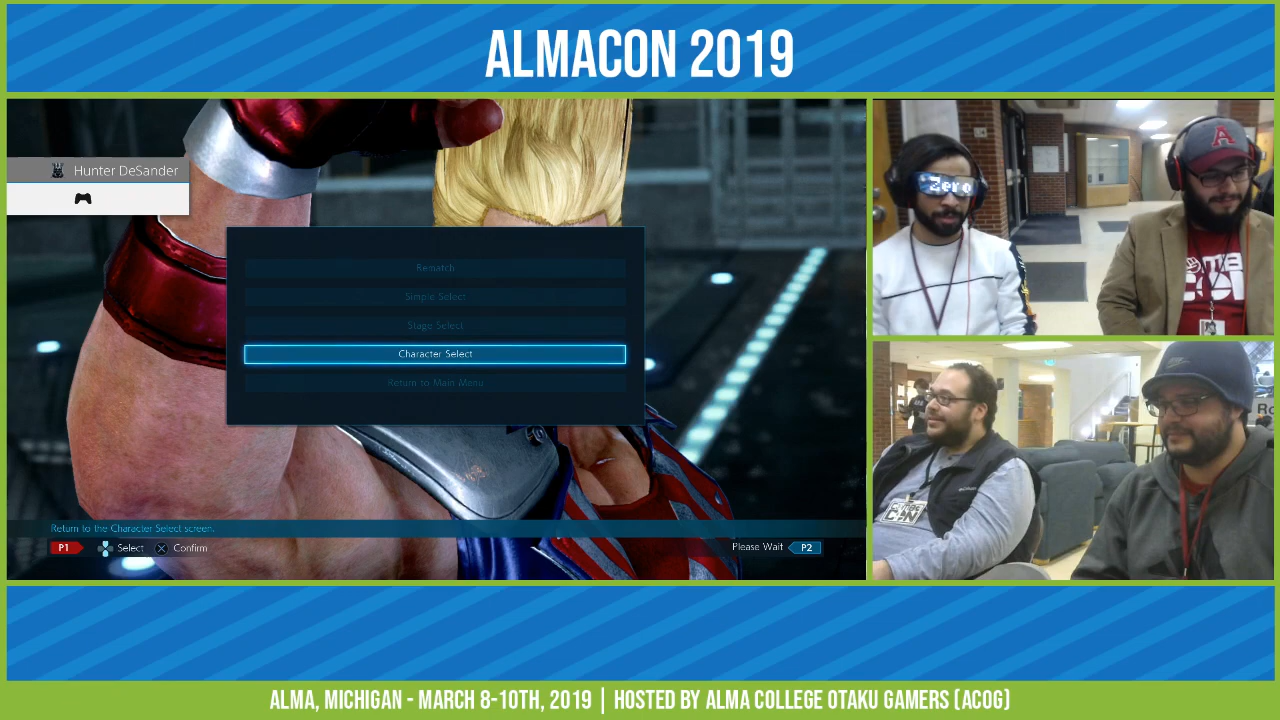 ALMACON 2019
Hunter DeSander
Rematch
Simple Select
Stage Select
Character Select
Return to Main Menu
Return to the Character Select screen.
P1 Select Confirm
Please Wait P2
Zero
A
ALMA, MICHIGAN - MARCH 8-10TH, 2019 | HOSTED BY ALMA COLLEGE OTAKU GAMERS (ACOG)